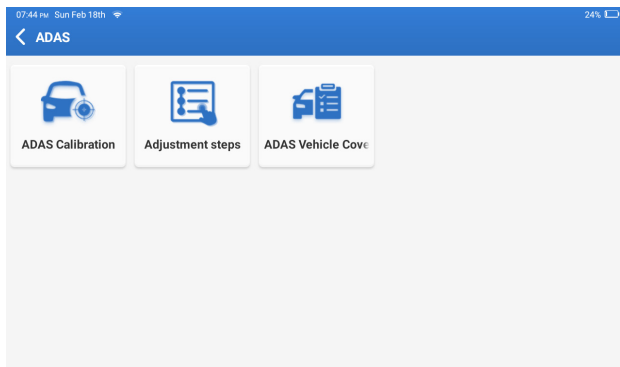 07:44 PM Sun Feb 18th 24%
ADAS
ADAS Calibration
Adjustment steps
ADAS Vehicle Cove